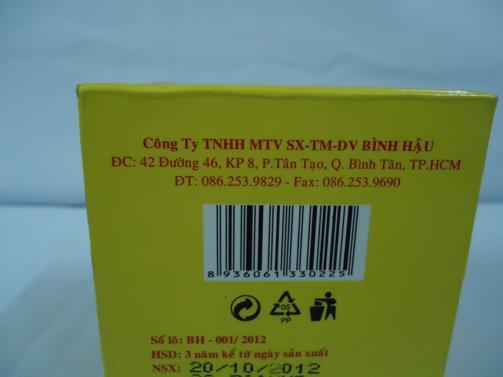 Công Ty TNHH MTV SX-TM-DV BÌNH HẬU
ĐC: 42 Đường 46, KP 8, P.Tân Tạo, Q. Bình Tân, TP.HCM
ĐT: 086.253.9829 - Fax: 086.253.9690
8 936061 330225
05
PP
Số lô: BH - 001/ 2012
HSD: 3 năm kể từ ngày sản xuất
NSX: 20/10/2012